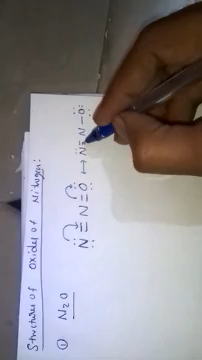 Structures of Oxides of Nitrogen:
① N₂O
N̈=N=Ö ↔ :N≡N–Ö: